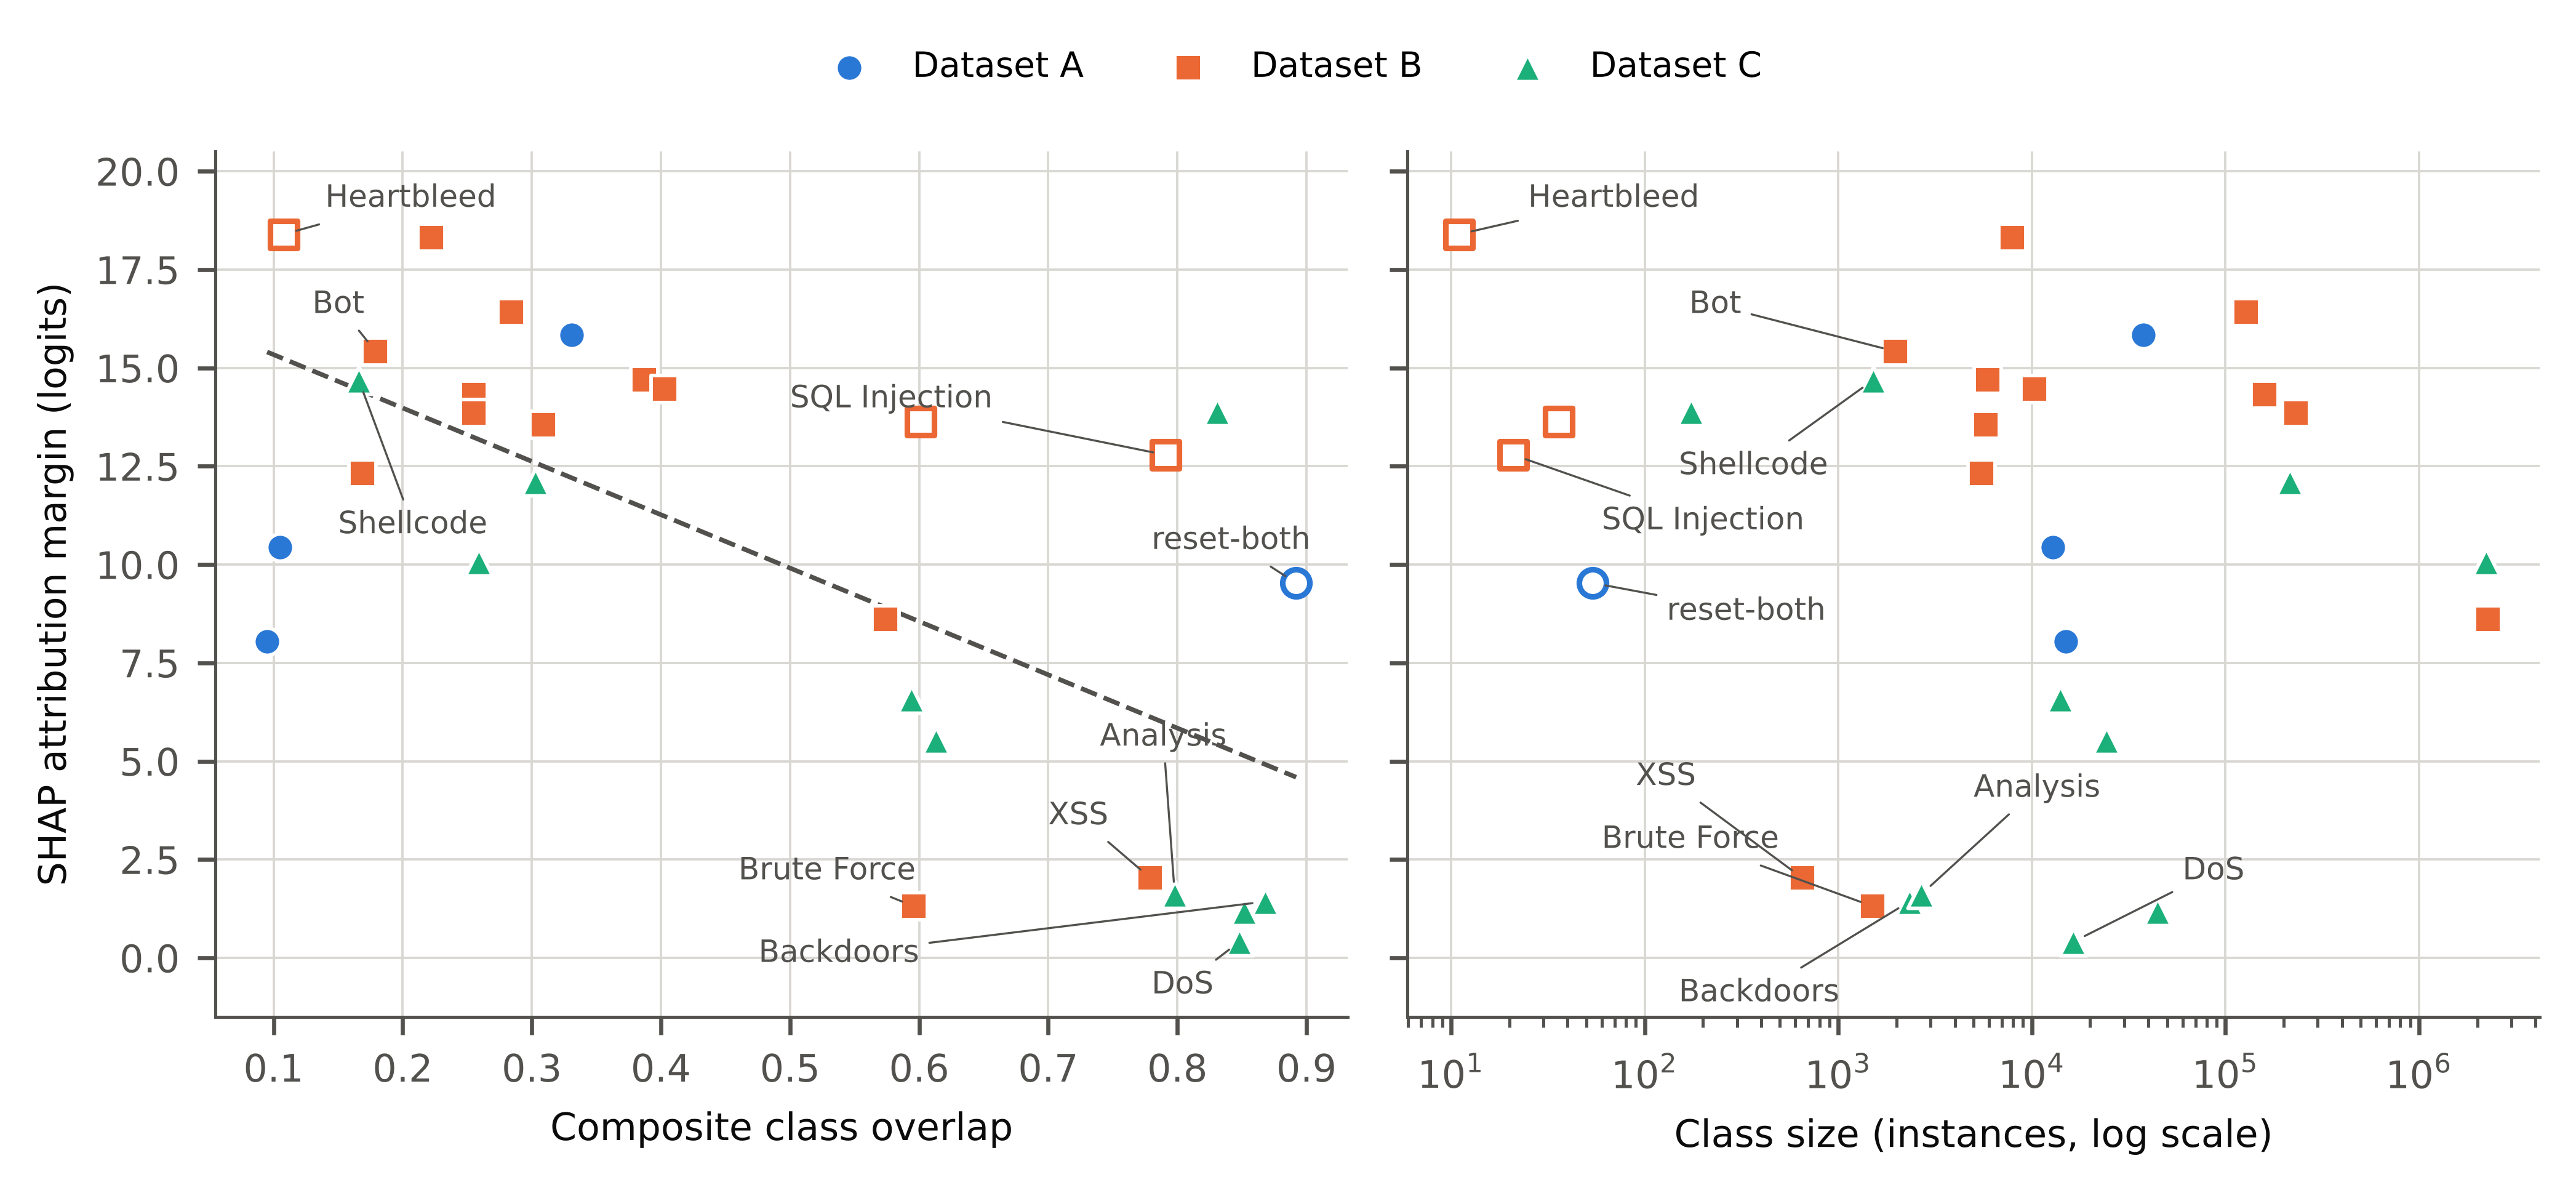 Dataset A Dataset B Dataset C
SHAP attribution margin (logits)
20.0
17.5
15.0
12.5
10.0
7.5
5.0
2.5
0.0
Heartbleed
Bot
SQL Injection
Shellcode
reset-both
Analysis
XSS
Brute Force
Backdoors
DoS
0.1 0.2 0.3 0.4 0.5 0.6 0.7 0.8 0.9
Composite class overlap
Heartbleed
Bot
Shellcode
SQL Injection
reset-both
XSS
Analysis
Brute Force
DoS
Backdoors
10¹ 10² 10³ 10⁴ 10⁵ 10⁶
Class size (instances, log scale)